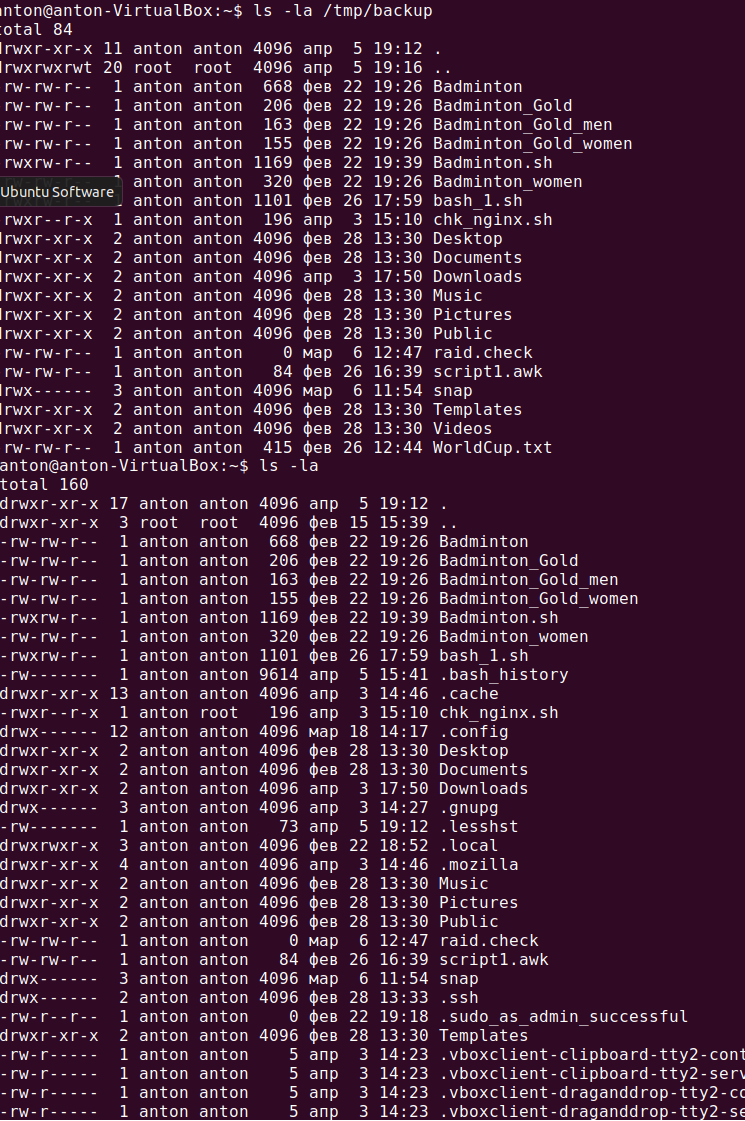 anton@anton-VirtualBox:~$ ls -la /tmp/backup
total 84
drwxr-xr-x 11 anton anton 4096 апр  5 19:12 .
drwxrwxrwt 20 root  root  4096 апр  5 19:16 ..
rw-rw-r--  1 anton anton  668 фев 22 19:26 Badminton
rw-rw-r--  1 anton anton  206 фев 22 19:26 Badminton_Gold
rw-rw-r--  1 anton anton  163 фев 22 19:26 Badminton_Gold_men
rw-rw-r--  1 anton anton  155 фев 22 19:26 Badminton_Gold_women
rwxrw-r--  1 anton anton 1169 фев 22 19:39 Badminton.sh
Ubuntu Software
anton anton  320 фев 22 19:26 Badminton_women
anton anton 1101 фев 26 17:59 bash_1.sh
rwxr--r-x  1 anton anton  196 апр  3 15:10 chk_nginx.sh
drwxr-xr-x  2 anton anton 4096 фев 28 13:30 Desktop
drwxr-xr-x  2 anton anton 4096 фев 28 13:30 Documents
drwxr-xr-x  2 anton anton 4096 апр  3 17:50 Downloads
drwxr-xr-x  2 anton anton 4096 фев 28 13:30 Music
drwxr-xr-x  2 anton anton 4096 фев 28 13:30 Pictures
drwxr-xr-x  2 anton anton 4096 фев 28 13:30 Public
rw-rw-r--  1 anton anton    0 мар  6 12:47 raid.check
rw-rw-r--  1 anton anton   84 фев 26 16:39 script1.awk
drwx------  3 anton anton 4096 мар  6 11:54 snap
drwxr-xr-x  2 anton anton 4096 фев 28 13:30 Templates
drwxr-xr-x  2 anton anton 4096 фев 28 13:30 Videos
rw-rw-r--  1 anton anton  415 фев 26 12:44 WorldCup.txt
anton@anton-VirtualBox:~$ ls -la
total 160
drwxr-xr-x 17 anton anton 4096 апр  5 19:12 .
drwxr-xr-x  3 root  root  4096 фев 15 15:39 ..
-rw-rw-r--  1 anton anton  668 фев 22 19:26 Badminton
-rw-rw-r--  1 anton anton  206 фев 22 19:26 Badminton_Gold
-rw-rw-r--  1 anton anton  163 фев 22 19:26 Badminton_Gold_men
-rw-rw-r--  1 anton anton  155 фев 22 19:26 Badminton_Gold_women
-rwxrw-r--  1 anton anton 1169 фев 22 19:39 Badminton.sh
-rw-rw-r--  1 anton anton  320 фев 22 19:26 Badminton_women
-rwxrw-r--  1 anton anton 1101 фев 26 17:59 bash_1.sh
-rw-------  1 anton anton 9614 апр  5 15:41 .bash_history
drwxr-xr-x 13 anton anton 4096 апр  3 14:46 .cache
-rwxr--r-x  1 anton root   196 апр  3 15:10 chk_nginx.sh
drwx------ 12 anton anton 4096 мар 18 14:17 .config
drwxr-xr-x  2 anton anton 4096 фев 28 13:30 Desktop
drwxr-xr-x  2 anton anton 4096 фев 28 13:30 Documents
drwxr-xr-x  2 anton anton 4096 апр  3 17:50 Downloads
drwx------  3 anton anton 4096 апр  3 14:27 .gnupg
-rw-------  1 anton anton   73 апр  5 19:12 .lesshst
drwxrwxr-x  3 anton anton 4096 фев 22 18:52 .local
drwxr-xr-x  4 anton anton 4096 апр  3 14:46 .mozilla
drwxr-xr-x  2 anton anton 4096 фев 28 13:30 Music
drwxr-xr-x  2 anton anton 4096 фев 28 13:30 Pictures
drwxr-xr-x  2 anton anton 4096 фев 28 13:30 Public
-rw-rw-r--  1 anton anton    0 мар  6 12:47 raid.check
-rw-rw-r--  1 anton anton   84 фев 26 16:39 script1.awk
drwx------  3 anton anton 4096 мар  6 11:54 snap
drwx------  2 anton anton 4096 фев 28 13:33 .ssh
-rw-r--r--  1 anton anton    0 фев 22 19:18 .sudo_as_admin_successful
drwxr-xr-x  2 anton anton 4096 фев 28 13:30 Templates
-rw-r-----  1 anton anton    5 апр  3 14:23 .vboxclient-clipboard-tty2-cont
-rw-r-----  1 anton anton    5 апр  3 14:23 .vboxclient-clipboard-tty2-serv
-rw-r-----  1 anton anton    5 апр  3 14:23 .vboxclient-draganddrop-tty2-co
-rw-r-----  1 anton anton    5 апр  3 14:23 .vboxclient-draganddrop-tty2-se